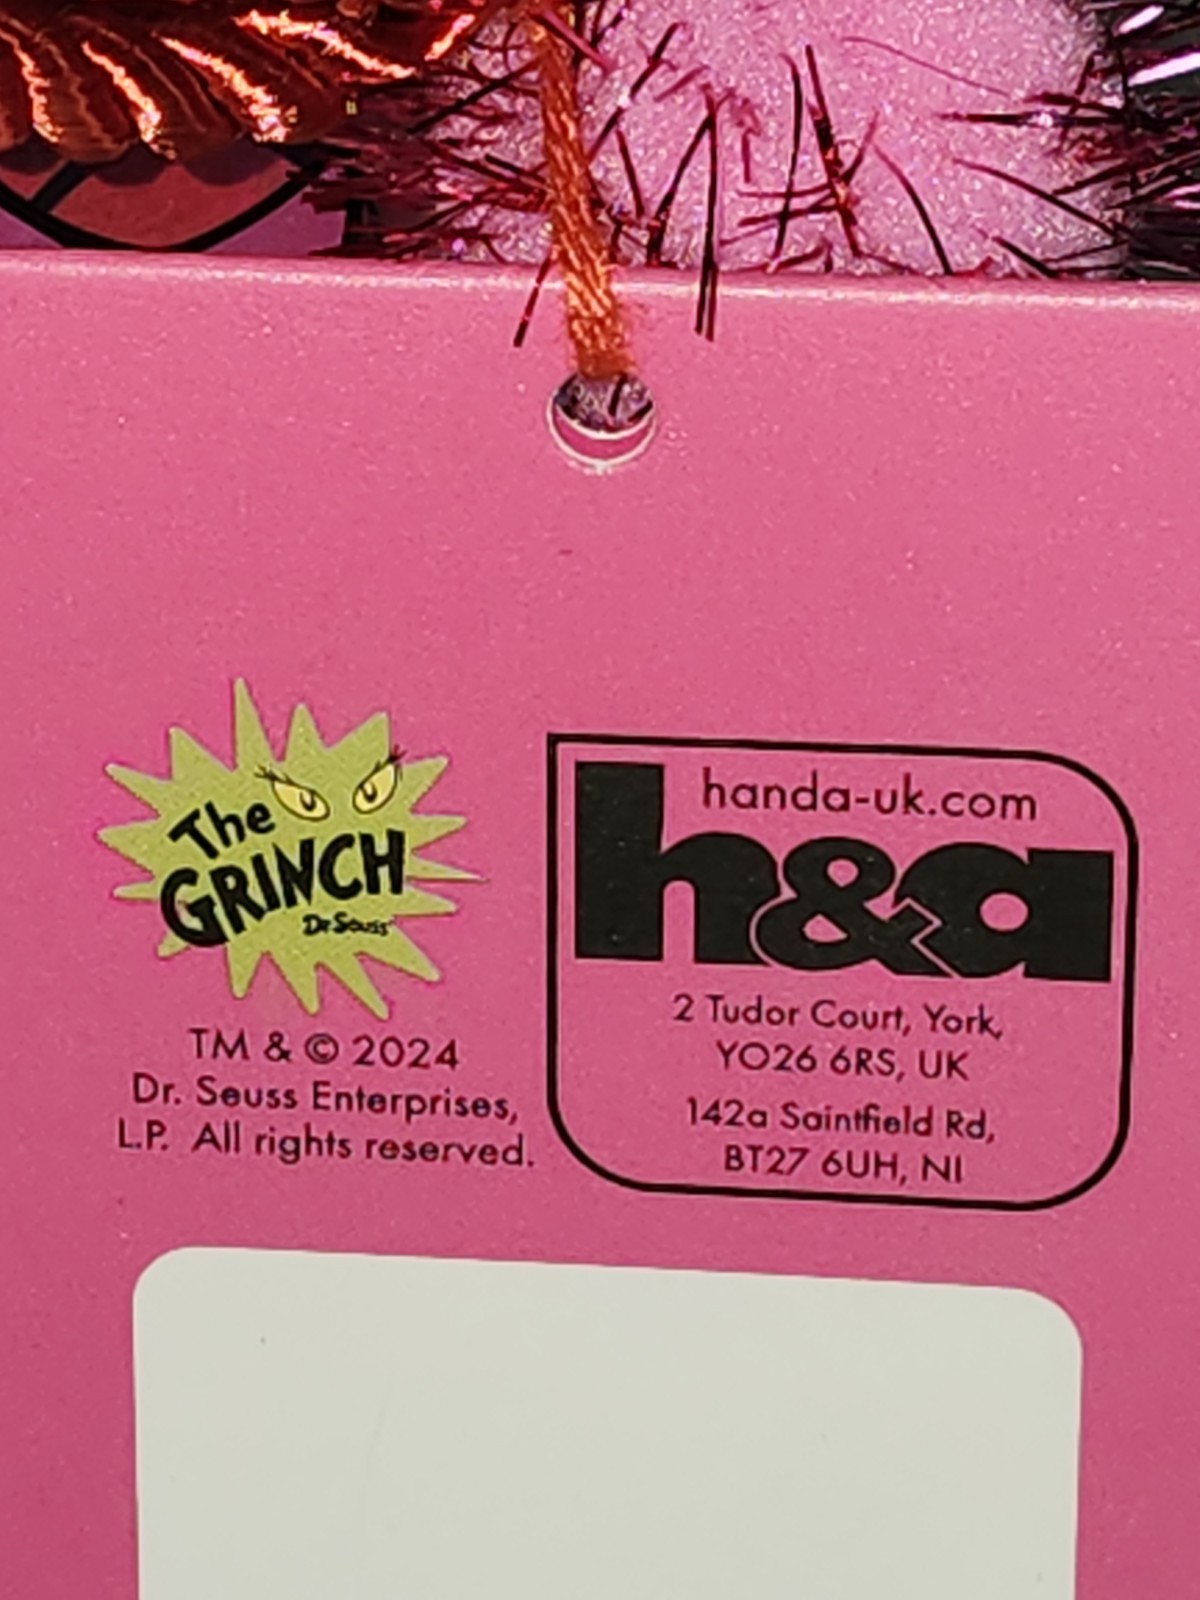 The
GRINCH
Dr. Seuss
TM & © 2024
Dr. Seuss Enterprises,
L.P. All rights reserved.
handa-uk.com
h&a
2 Tudor Court, York,
YO26 6RS, UK
142a Saintfield Rd,
BT27 6UH, NI